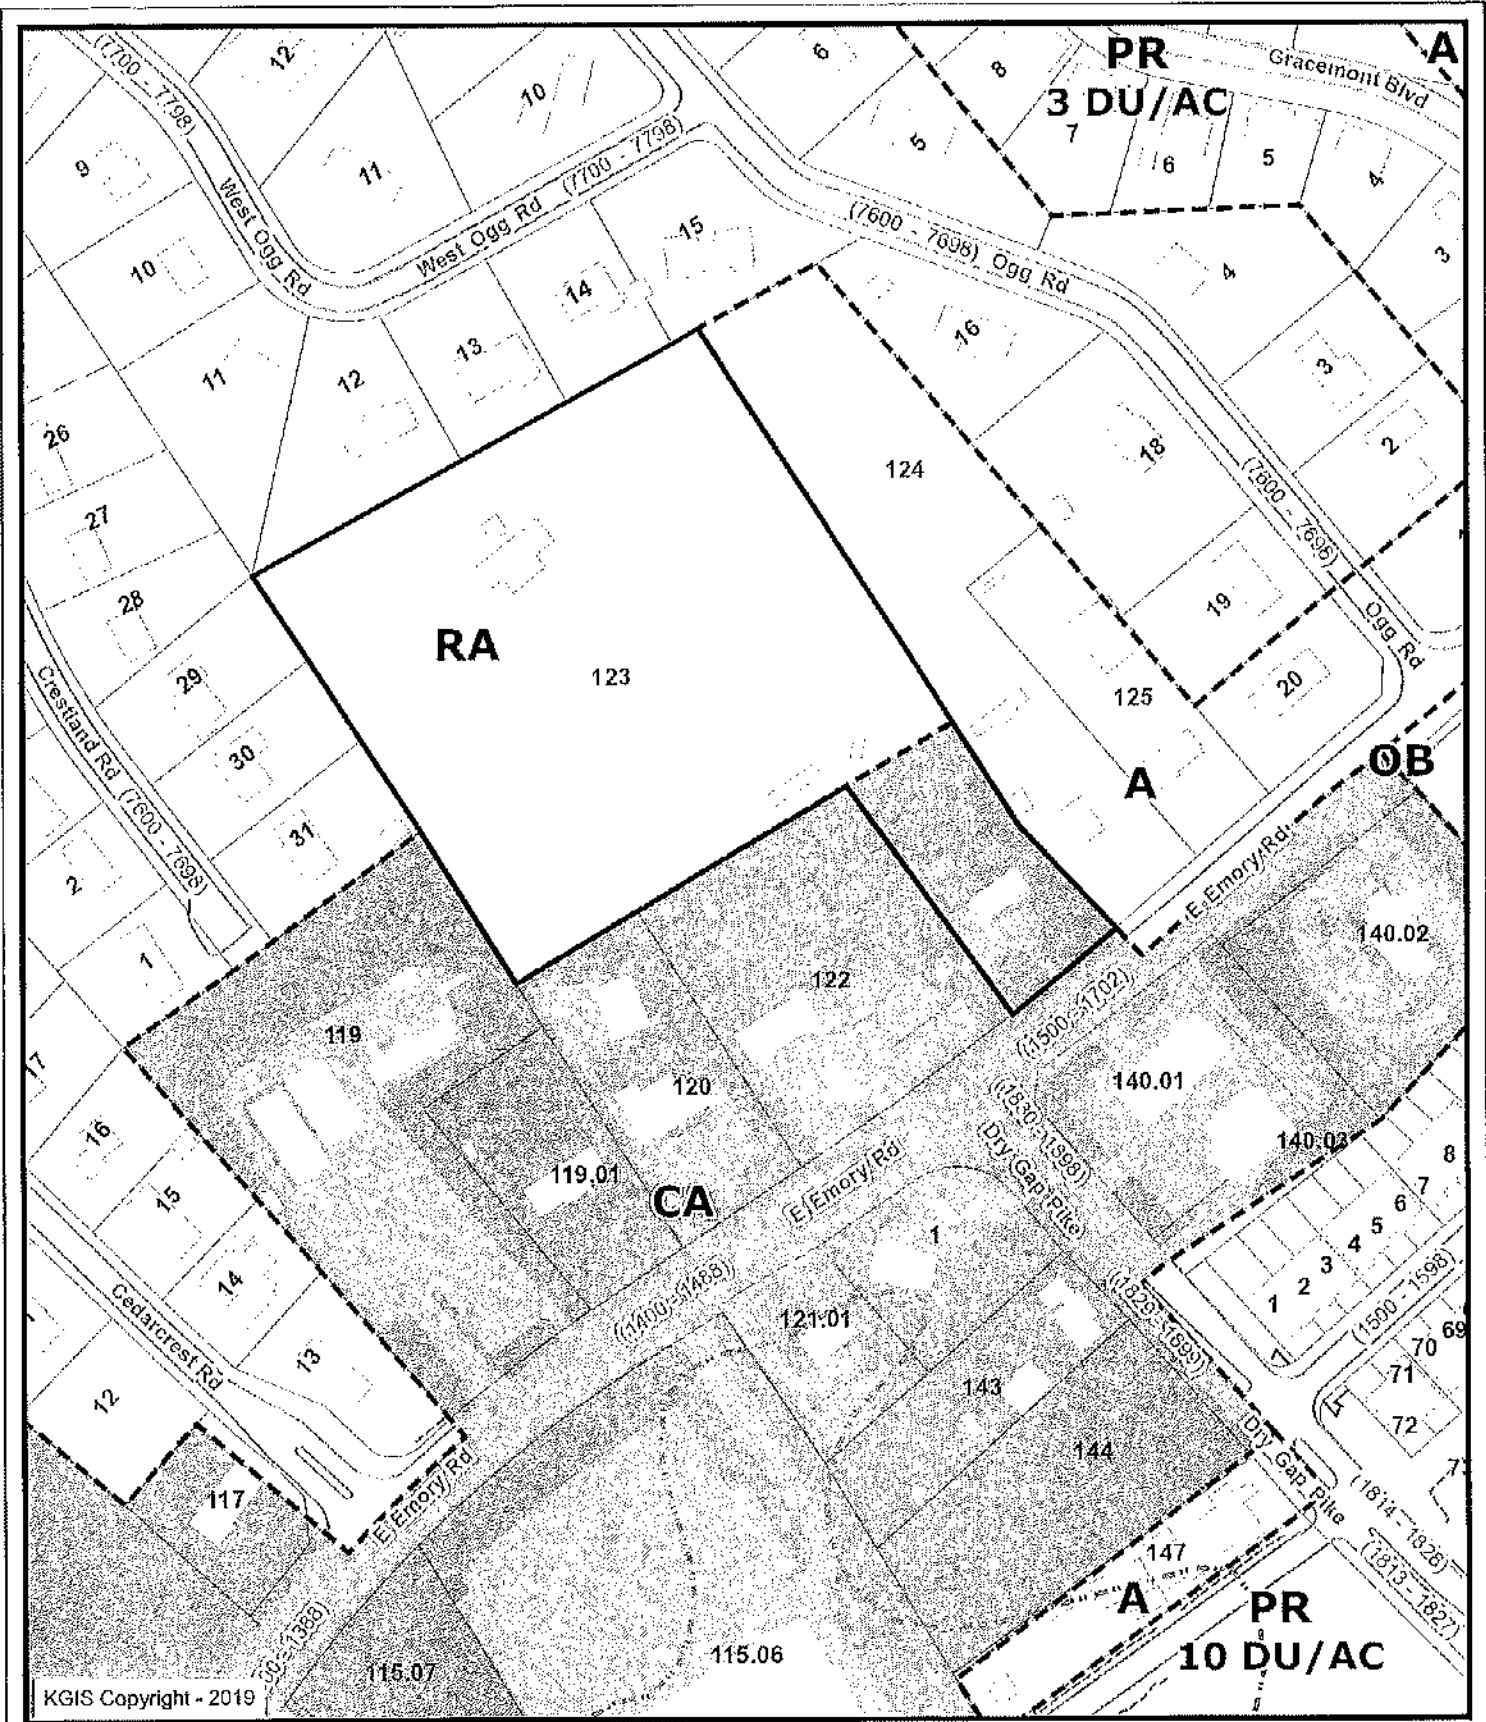 (7700 - 7798)
12
10
6
8
PR
3 DU/AC
A
Gracemont Blvd
7
6
5
4
3
9
11
5
West Ogg Rd (7700 - 7798)
West Ogg Rd
15
(7600 - 7698) Ogg Rd
4
10
14
16
13
12
11
3
2
26
18
124
27
(7600 - 7698)
28
19
Ogg Rd
RA
123
29
125
20
Crestland Rd (7600 - 7698)
30
A
OB
31
2
E Emory Rd
140.02
1
122
119
(1500 - 1702)
140.01
17
120
(1830 - 1898)
Dry Gap Pike
16
140.03
8
119.01
CA
E Emory Rd
7
6
5
4
3
2
1
15
1
14
(1400 - 1488)
121.01
(1829 - 1899)
(1500 - 1598)
Cedarcrest Rd
13
69
70
71
72
12
143
144
Dry Gap Pike
117
E Emory Rd
147
(1814 - 1828)
(1813 - 1827)
A
PR
10 DU/AC
115.06
115.07
KGIS Copyright - 2019